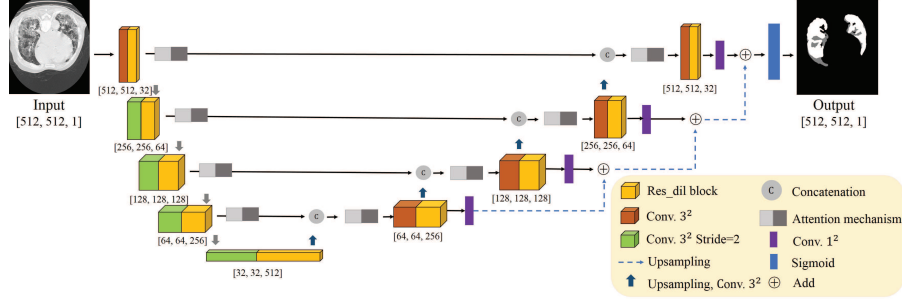 Input
[512, 512, 1]
[512, 512, 32]
[256, 256, 64]
[128, 128, 128]
[64, 64, 256]
[32, 32, 512]
C
C
C
C
[64, 64, 256]
[128, 128, 128]
[256, 256, 64]
[512, 512, 32]
Output
[512, 512, 1]
Res_dil block
Conv. 3²
Conv. 3² Stride=2
Upsampling
Upsampling, Conv. 3²
C
Concatenation
Attention mechanism
Conv. 1²
Sigmoid
Add